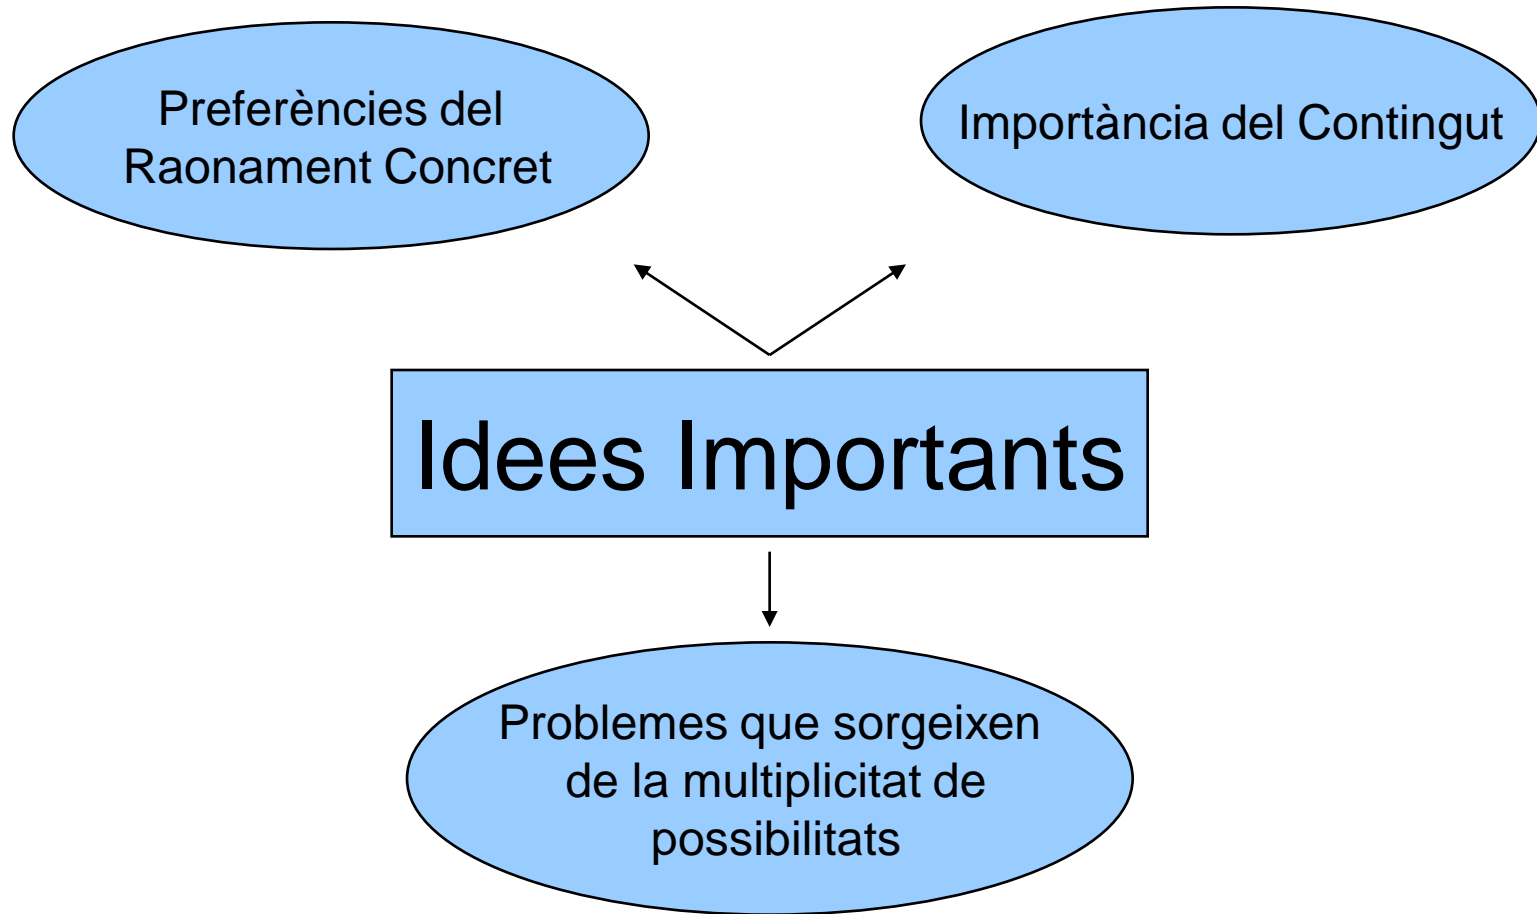 Preferències del
Raonament Concret
Importància del Contingut
Idees Importants
Problemes que sorgeixen
de la multiplicitat de
possibilitats